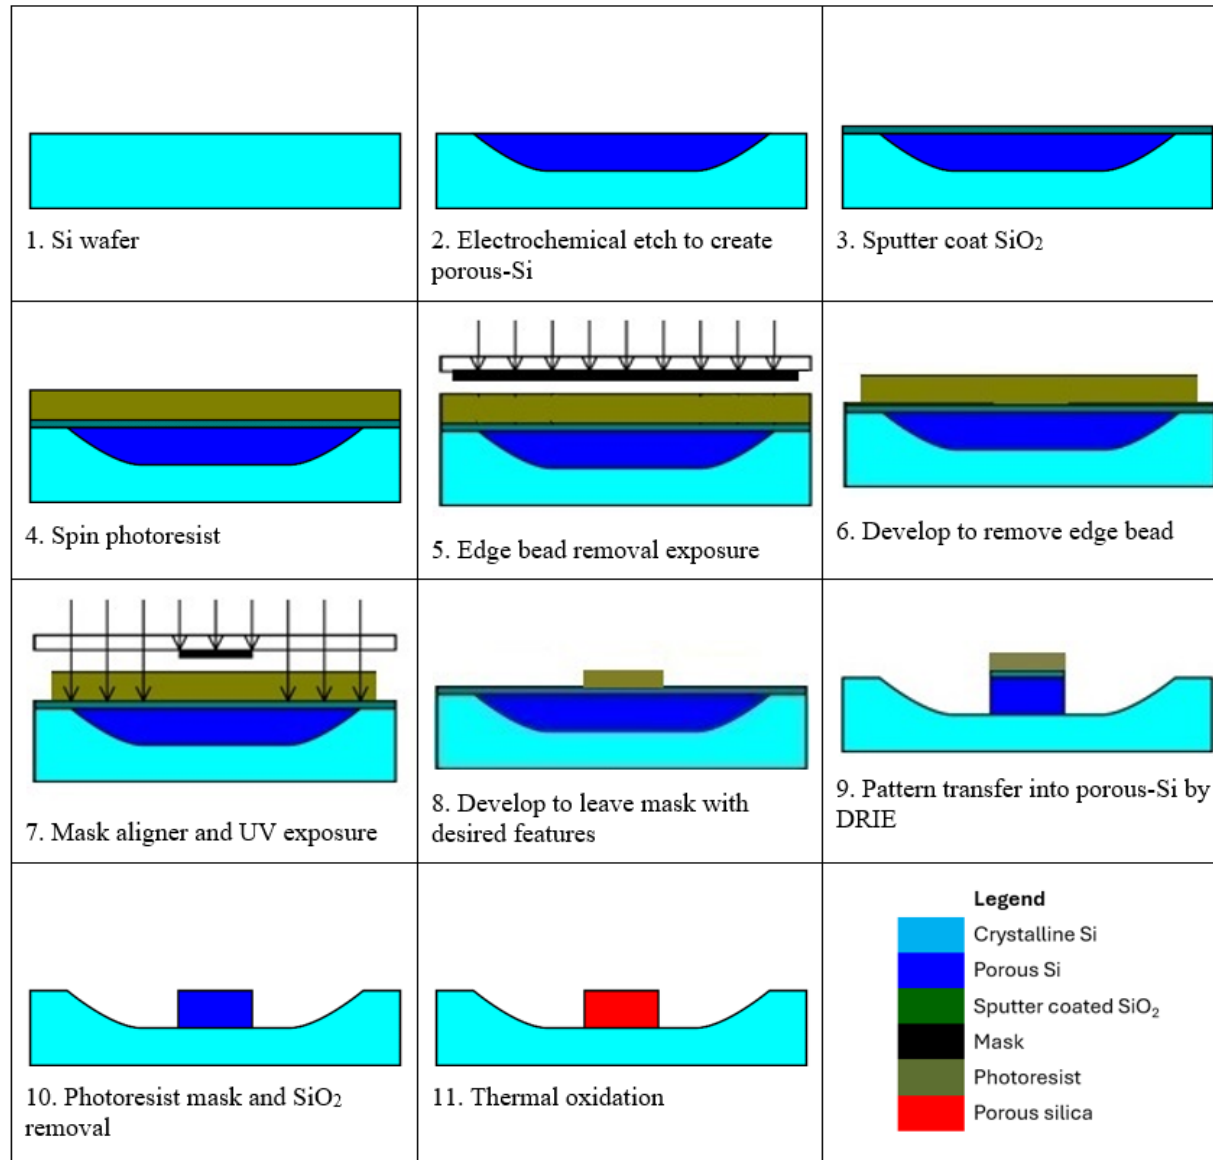 1. Si wafer
2. Electrochemical etch to create
porous-Si
3. Sputter coat SiO₂
4. Spin photoresist
5. Edge bead removal exposure
6. Develop to remove edge bead
7. Mask aligner and UV exposure
8. Develop to leave mask with
desired features
9. Pattern transfer into porous-Si by
DRIE
10. Photoresist mask and SiO₂
removal
11. Thermal oxidation
Legend
Crystalline Si
Porous Si
Sputter coated SiO₂
Mask
Photoresist
Porous silica